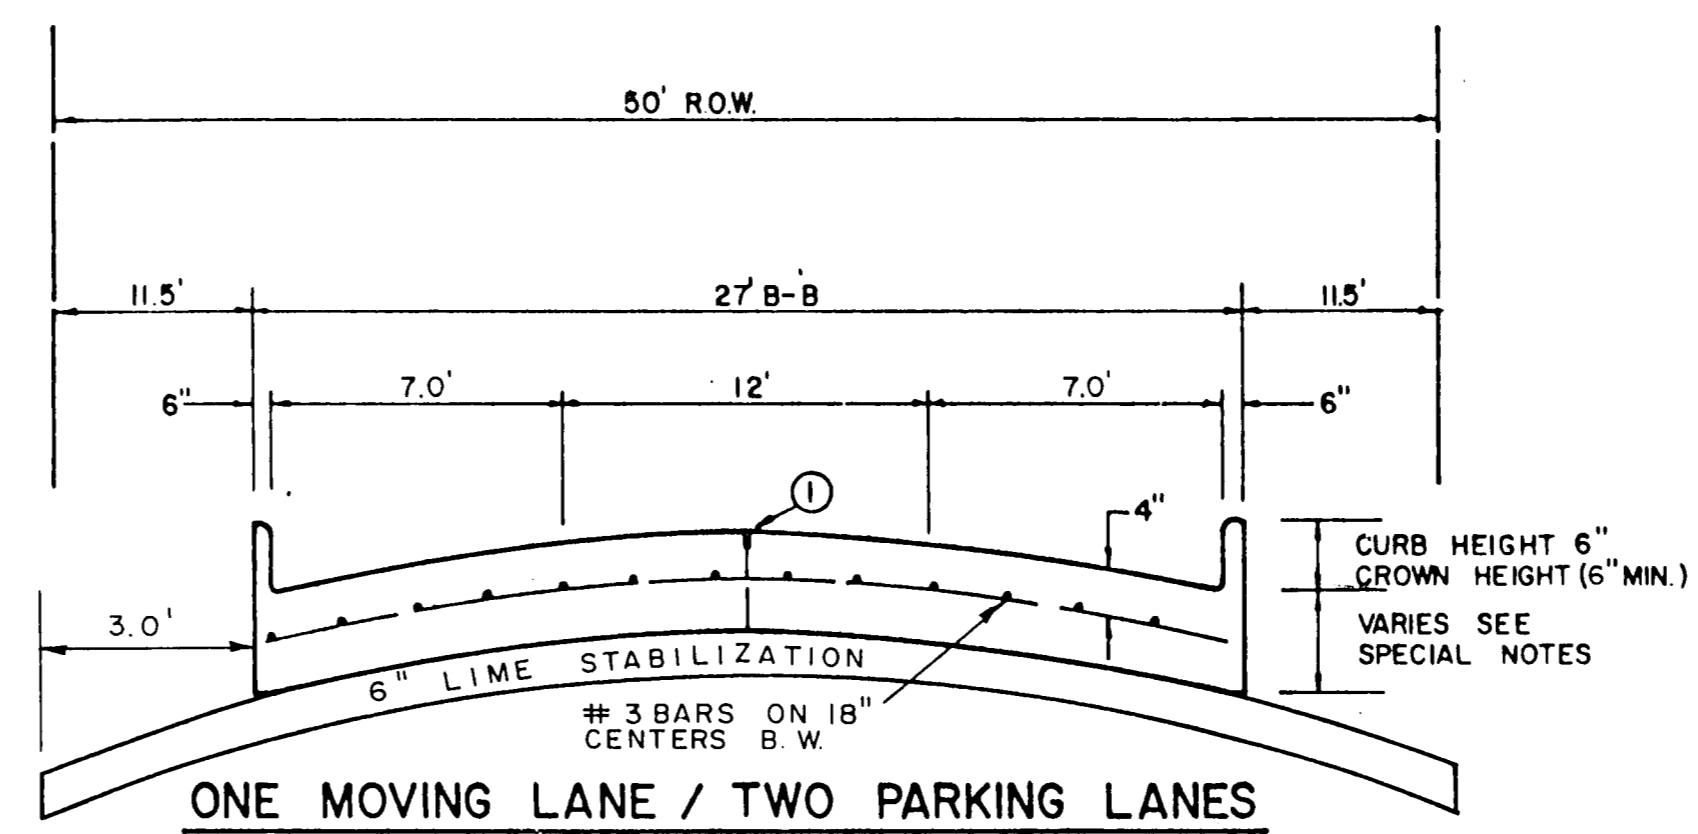 50' R.O.W.
11.5' 27' B-B 11.5'
6" 7.0' 12' 7.0' 6"
1
4"
CURB HEIGHT 6"
CROWN HEIGHT (6" MIN.)
3.0'
VARIES SEE
SPECIAL NOTES
6" LIME STABILIZATION
# 3 BARS ON 18"
CENTERS B.W.
ONE MOVING LANE / TWO PARKING LANES